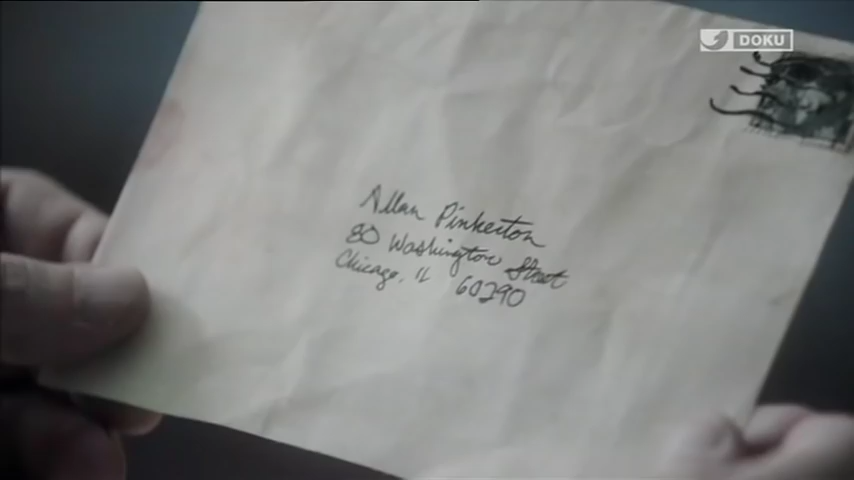 DOKU
Allan Pinkerton
80 Washington Street
Chicago, IL 60290